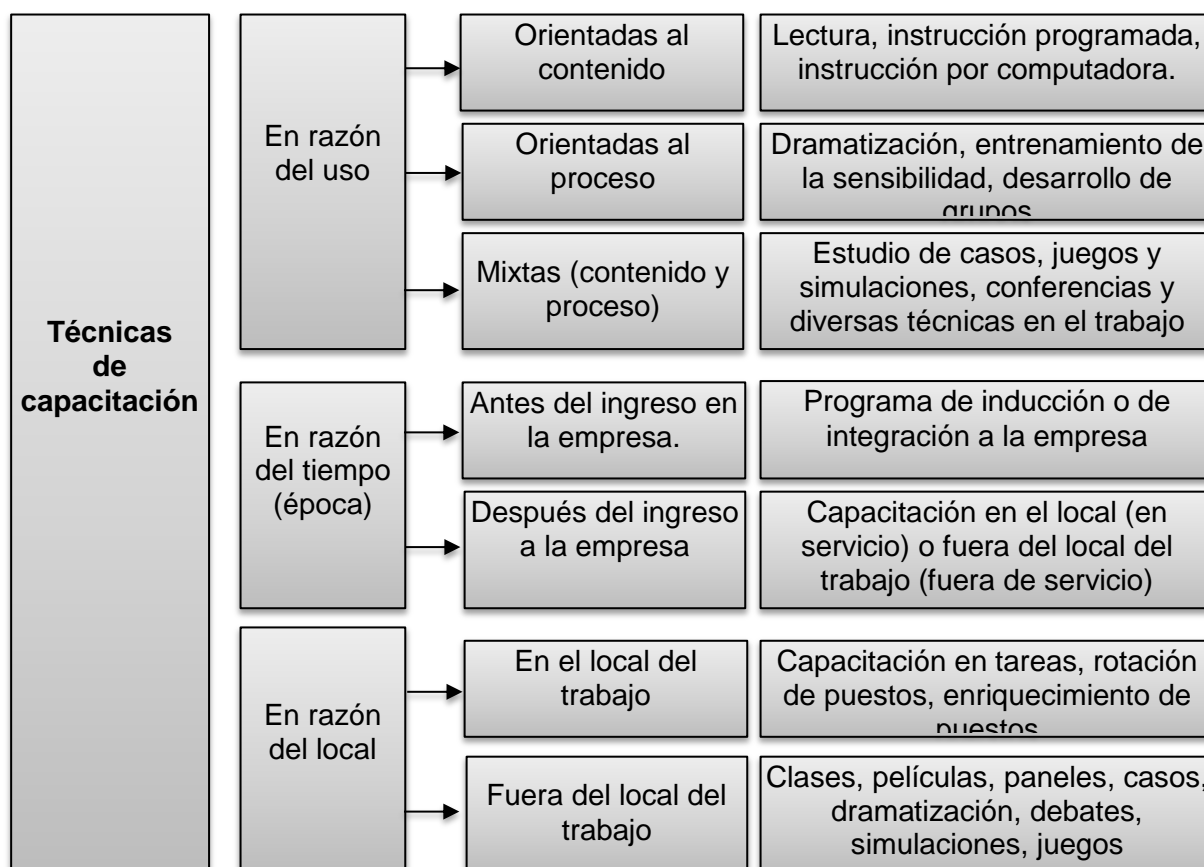 Técnicas
de
capacitación
En razón
del uso
Orientadas al
contenido
Lectura, instrucción programada,
instrucción por computadora.
Orientadas al
proceso
Dramatización, entrenamiento de
la sensibilidad, desarrollo de
grupos
Mixtas (contenido y
proceso)
Estudio de casos, juegos y
simulaciones, conferencias y
diversas técnicas en el trabajo
En razón
del tiempo
(época)
Antes del ingreso en
la empresa.
Programa de inducción o de
integración a la empresa
Después del ingreso
a la empresa
Capacitación en el local (en
servicio) o fuera del local del
trabajo (fuera de servicio)
En razón
del local
En el local del
trabajo
Capacitación en tareas, rotación
de puestos, enriquecimiento de
puestos
Fuera del local del
trabajo
Clases, películas, paneles, casos,
dramatización, debates,
simulaciones, juegos